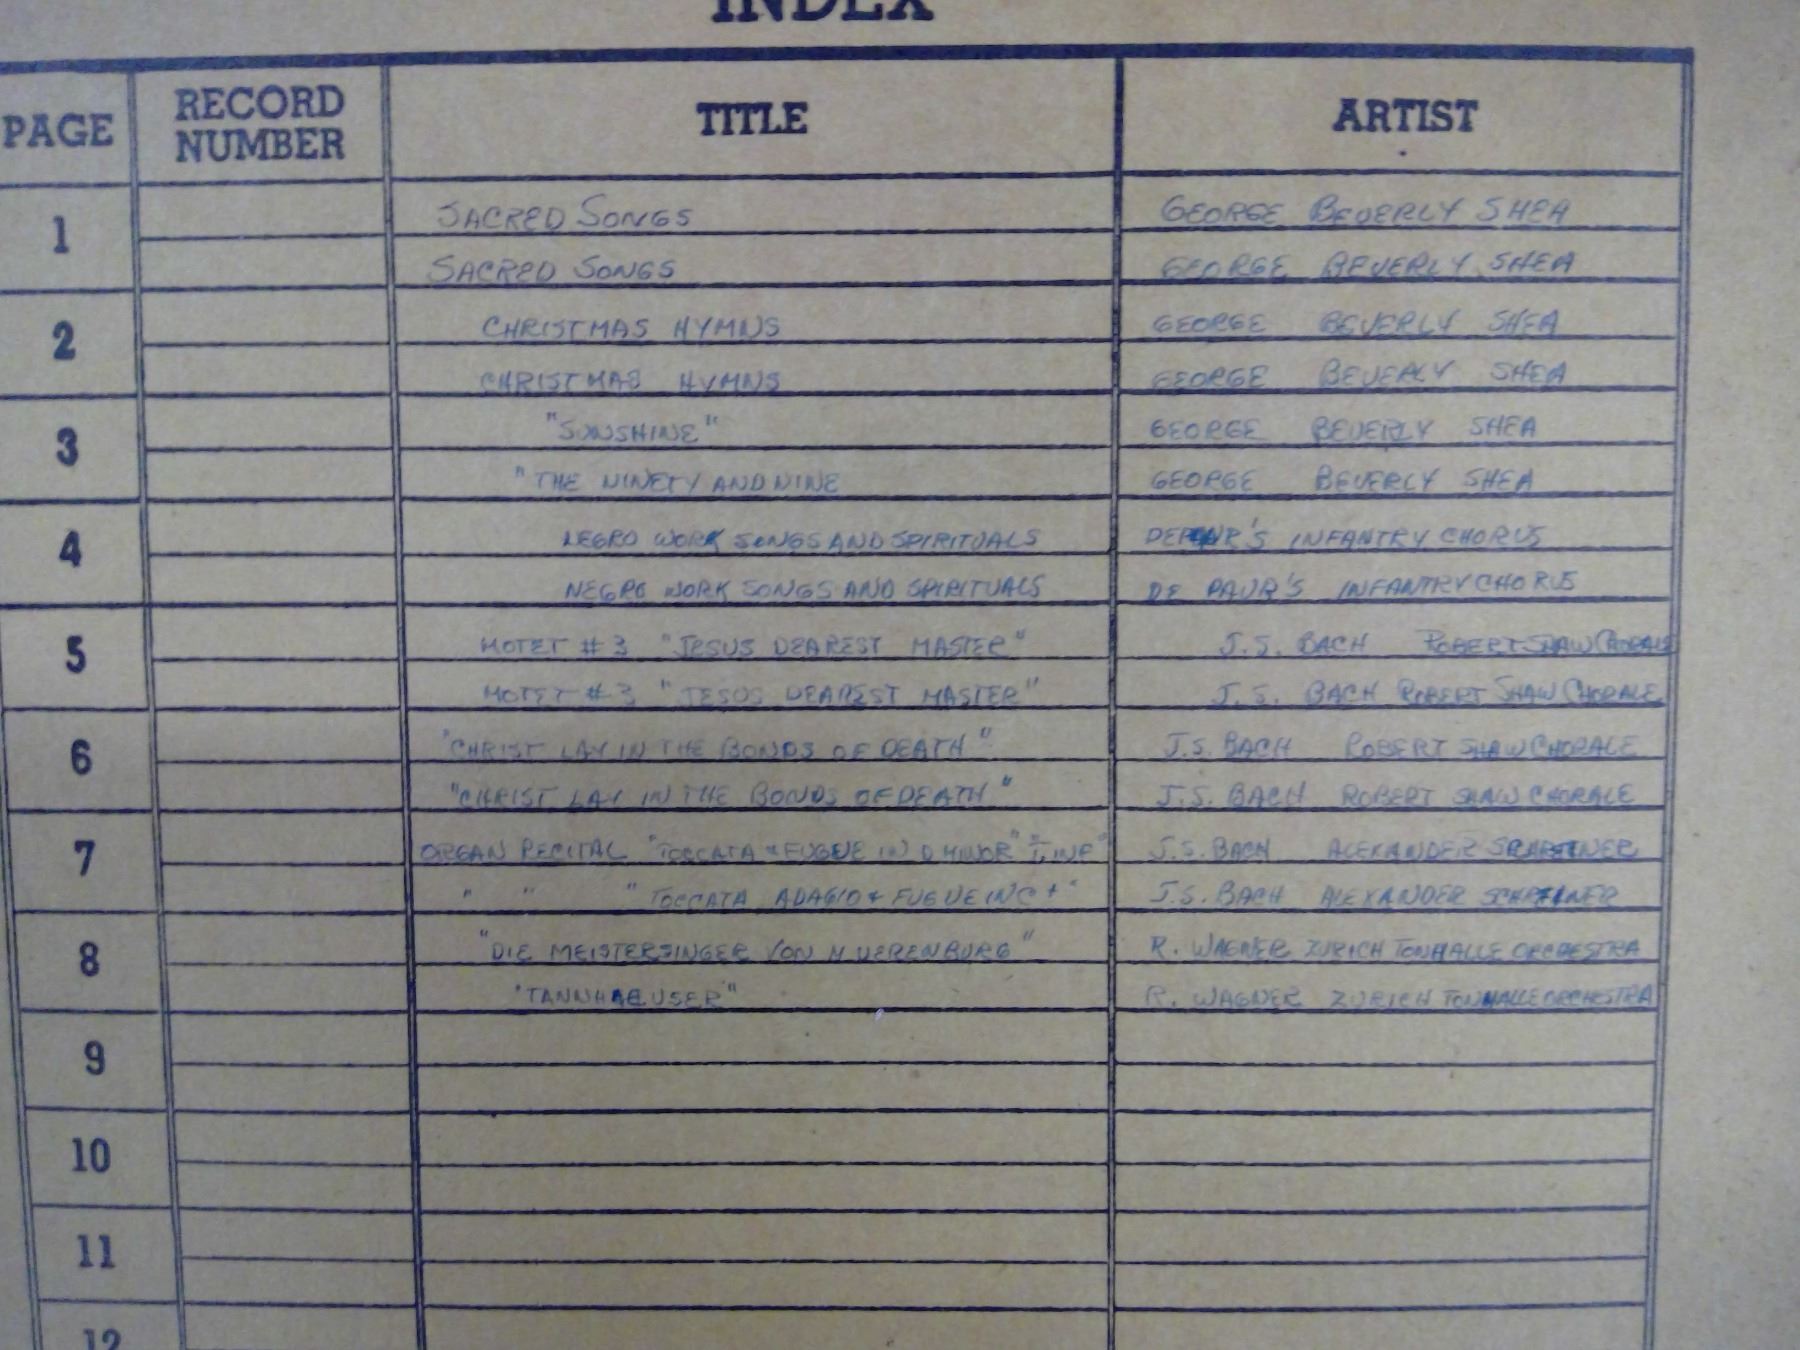 INDEX
PAGE RECORD NUMBER TITLE ARTIST
1 SACRED SONGS GEORGE BEVERLY SHEA
SACRED SONGS GEORGE BEVERLY SHEA
2 CHRISTMAS HYMNS GEORGE BEVERLY SHEA
CHRISTMAS HYMNS GEORGE BEVERLY SHEA
3 "SUNSHINE" GEORGE BEVERLY SHEA
"THE NINETY AND NINE GEORGE BEVERLY SHEA
4 NEGRO WORK SONGS AND SPIRITUALS DEPAUR'S INFANTRY CHORUS
NEGRO WORK SONGS AND SPIRITUALS DE PAUR'S INFANTRY CHORUS
5 MOTET #3 "JESUS DEAREST MASTER" J.S. BACH ROBERT SHAW CHORALE
MOTET #3 "JESUS DEAREST MASTER" J.S. BACH ROBERT SHAW CHORALE
6 "CHRIST LAY IN THE BONDS OF DEATH" J.S. BACH ROBERT SHAW CHORALE
"CHRIST LAY IN THE BONDS OF DEATH" J.S. BACH ROBERT SHAW CHORALE
7 ORGAN RECITAL "TOCCATA & FUGUE IN D MINOR" IN F" J.S. BACH ALEXANDER
" " "TOCCATA, ADAGIO & FUGUE IN C+" J.S. BACH ALEXANDER SCHREINER
8 "DIE MEISTERSINGER VON NUERENBURG" R. WAGNER ZURICH TONHALLE ORCHESTRA
"TANNHAEUSER" R. WAGNER ZURICH TONHALLE ORCHESTRA
9
10
11
12